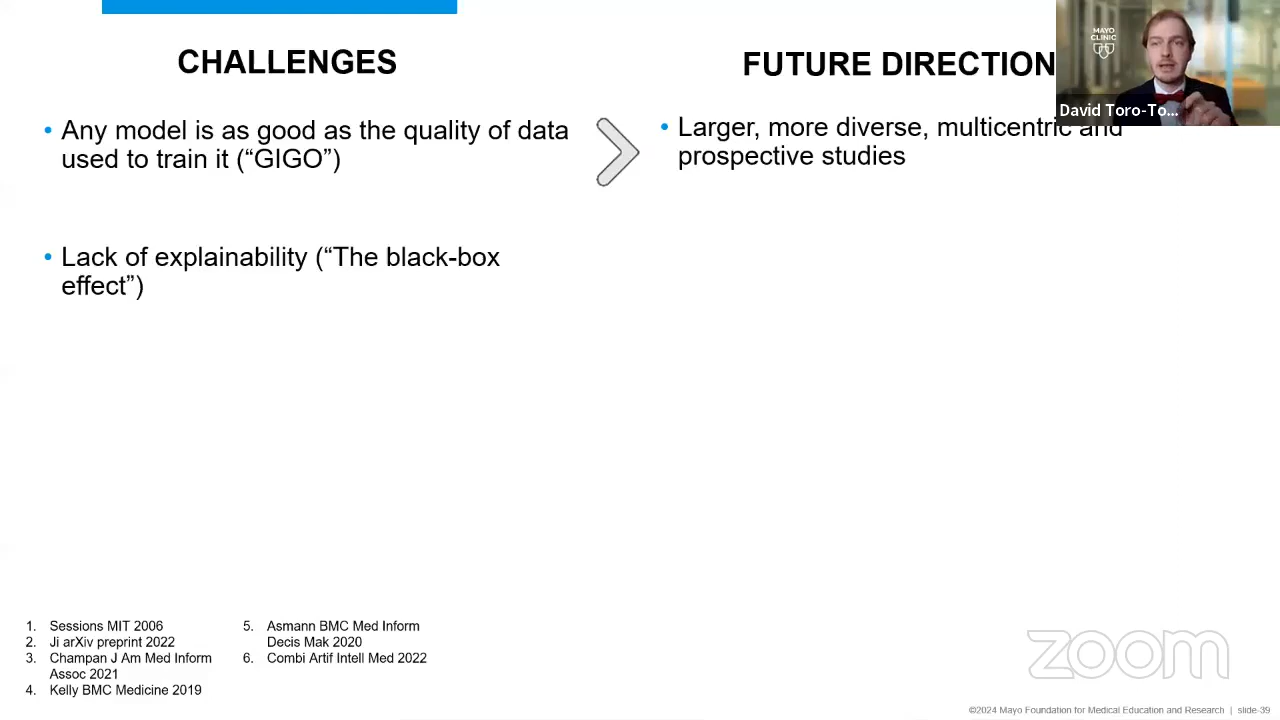 CHALLENGES
• Any model is as good as the quality of data
used to train it (“GIGO”)
• Lack of explainability (“The black-box
effect”)
FUTURE DIRECTION
• Larger, more diverse, multicentric and
prospective studies
MAYO
CLINIC
David Toro-To...
1. Sessions MIT 2006
2. Ji arXiv preprint 2022
3. Champan J Am Med Inform
Assoc 2021
4. Kelly BMC Medicine 2019
5. Asmann BMC Med Inform
Decis Mak 2020
6. Combi Artif Intell Med 2022
zoom
©2024 Mayo Foundation for Medical Education and Research | slide-39